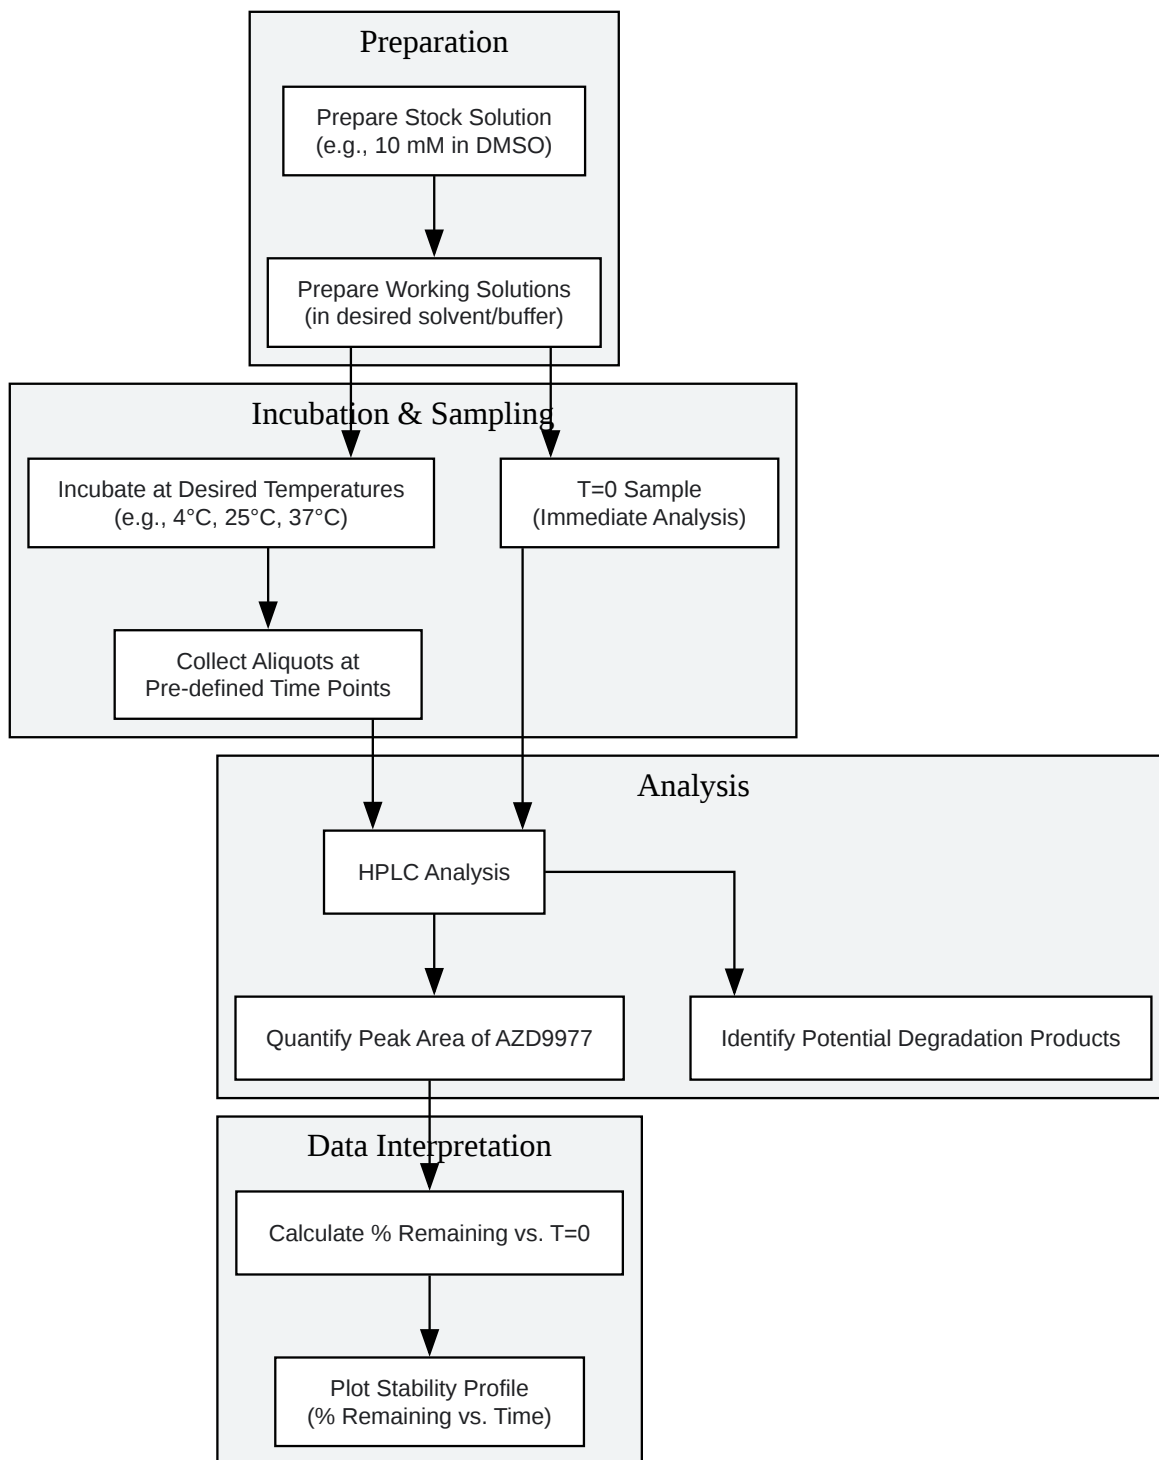 Preparation
Prepare Stock Solution
(e.g., 10 mM in DMSO)
Prepare Working Solutions
(in desired solvent/buffer)
Incubation & Sampling
Incubate at Desired Temperatures
(e.g., 4°C, 25°C, 37°C)
T=0 Sample
(Immediate Analysis)
Collect Aliquots at
Pre-defined Time Points
Analysis
HPLC Analysis
Quantify Peak Area of AZD9977
Identify Potential Degradation Products
Data Interpretation
Calculate % Remaining vs. T=0
Plot Stability Profile
(% Remaining vs. Time)